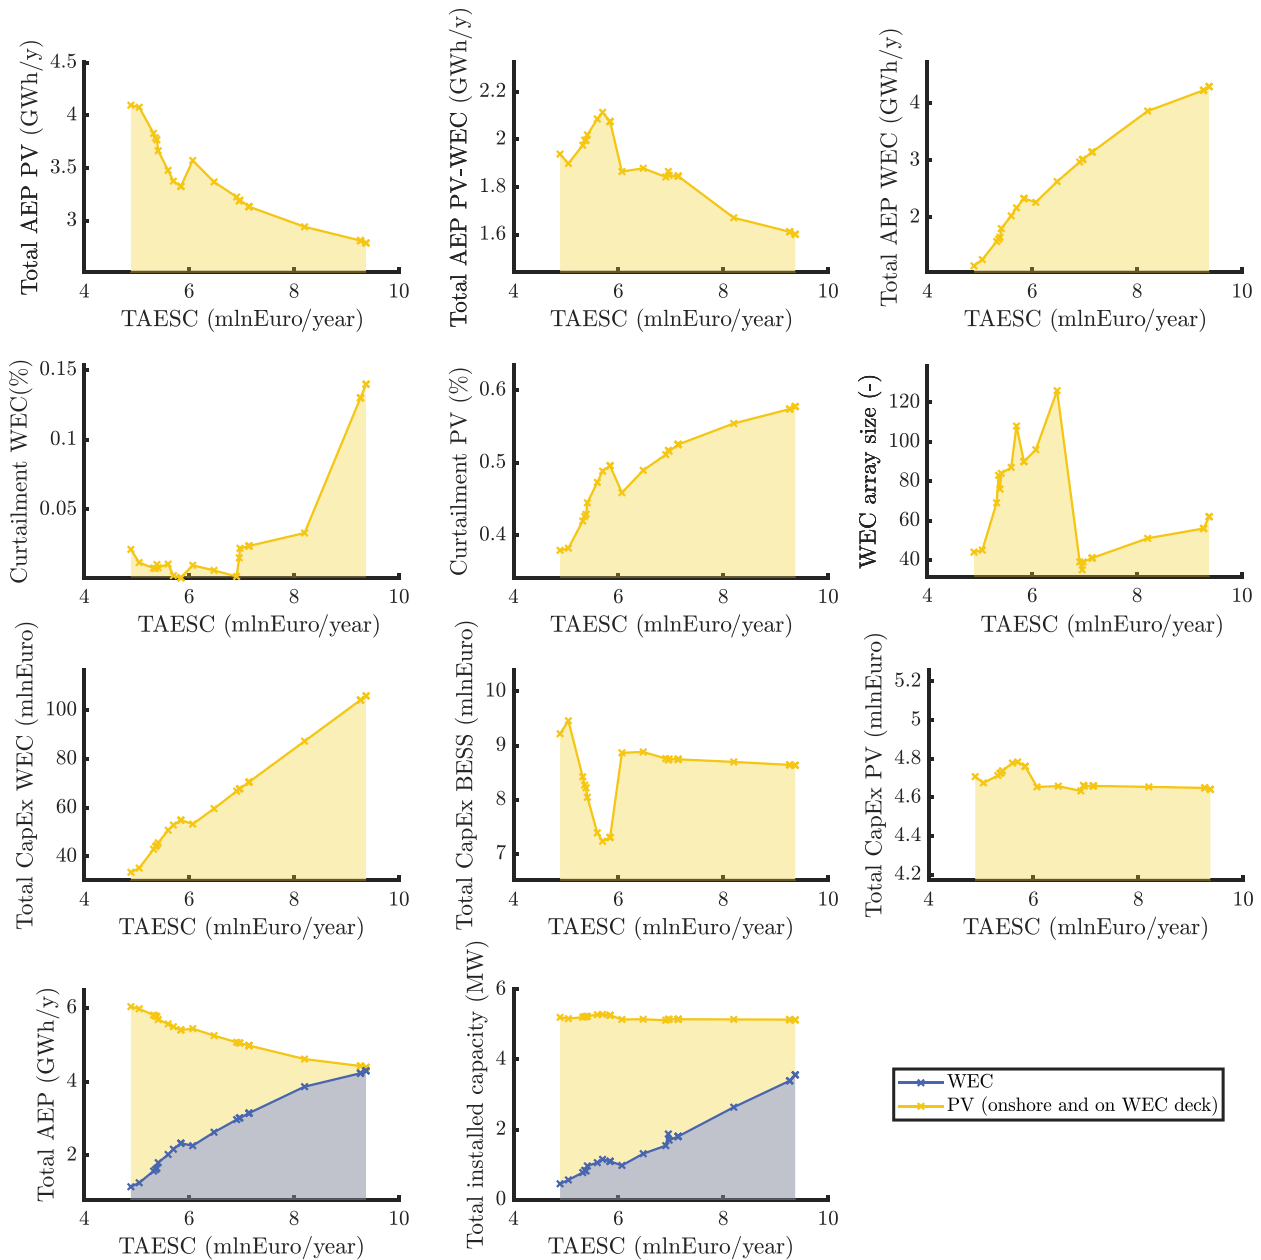 Total AEP PV (GWh/y)
4.5
4
3.5
3
4 6 8 10
TAESC (mlnEuro/year)
Total AEP PV-WEC (GWh/y)
2.2
2
1.8
1.6
4 6 8 10
TAESC (mlnEuro/year)
Total AEP WEC (GWh/y)
4
3
2
4 6 8 10
TAESC (mlnEuro/year)
Curtailment WEC(%)
0.15
0.1
0.05
4 6 8 10
TAESC (mlnEuro/year)
Curtailment PV (%)
0.6
0.5
0.4
4 6 8 10
TAESC (mlnEuro/year)
WEC array size (-)
120
100
80
60
40
4 6 8 10
TAESC (mlnEuro/year)
Total CapEx WEC (mlnEuro)
100
80
60
40
4 6 8 10
TAESC (mlnEuro/year)
Total CapEx BESS (mlnEuro)
10
9
8
7
4 6 8 10
TAESC (mlnEuro/year)
Total CapEx PV (mlnEuro)
5.2
5
4.8
4.6
4.4
4.2
4 6 8 10
TAESC (mlnEuro/year)
Total AEP (GWh/y)
6
4
2
4 6 8 10
TAESC (mlnEuro/year)
Total installed capacity (MW)
6
4
2
0
4 6 8 10
TAESC (mlnEuro/year)
WEC
PV (onshore and on WEC deck)